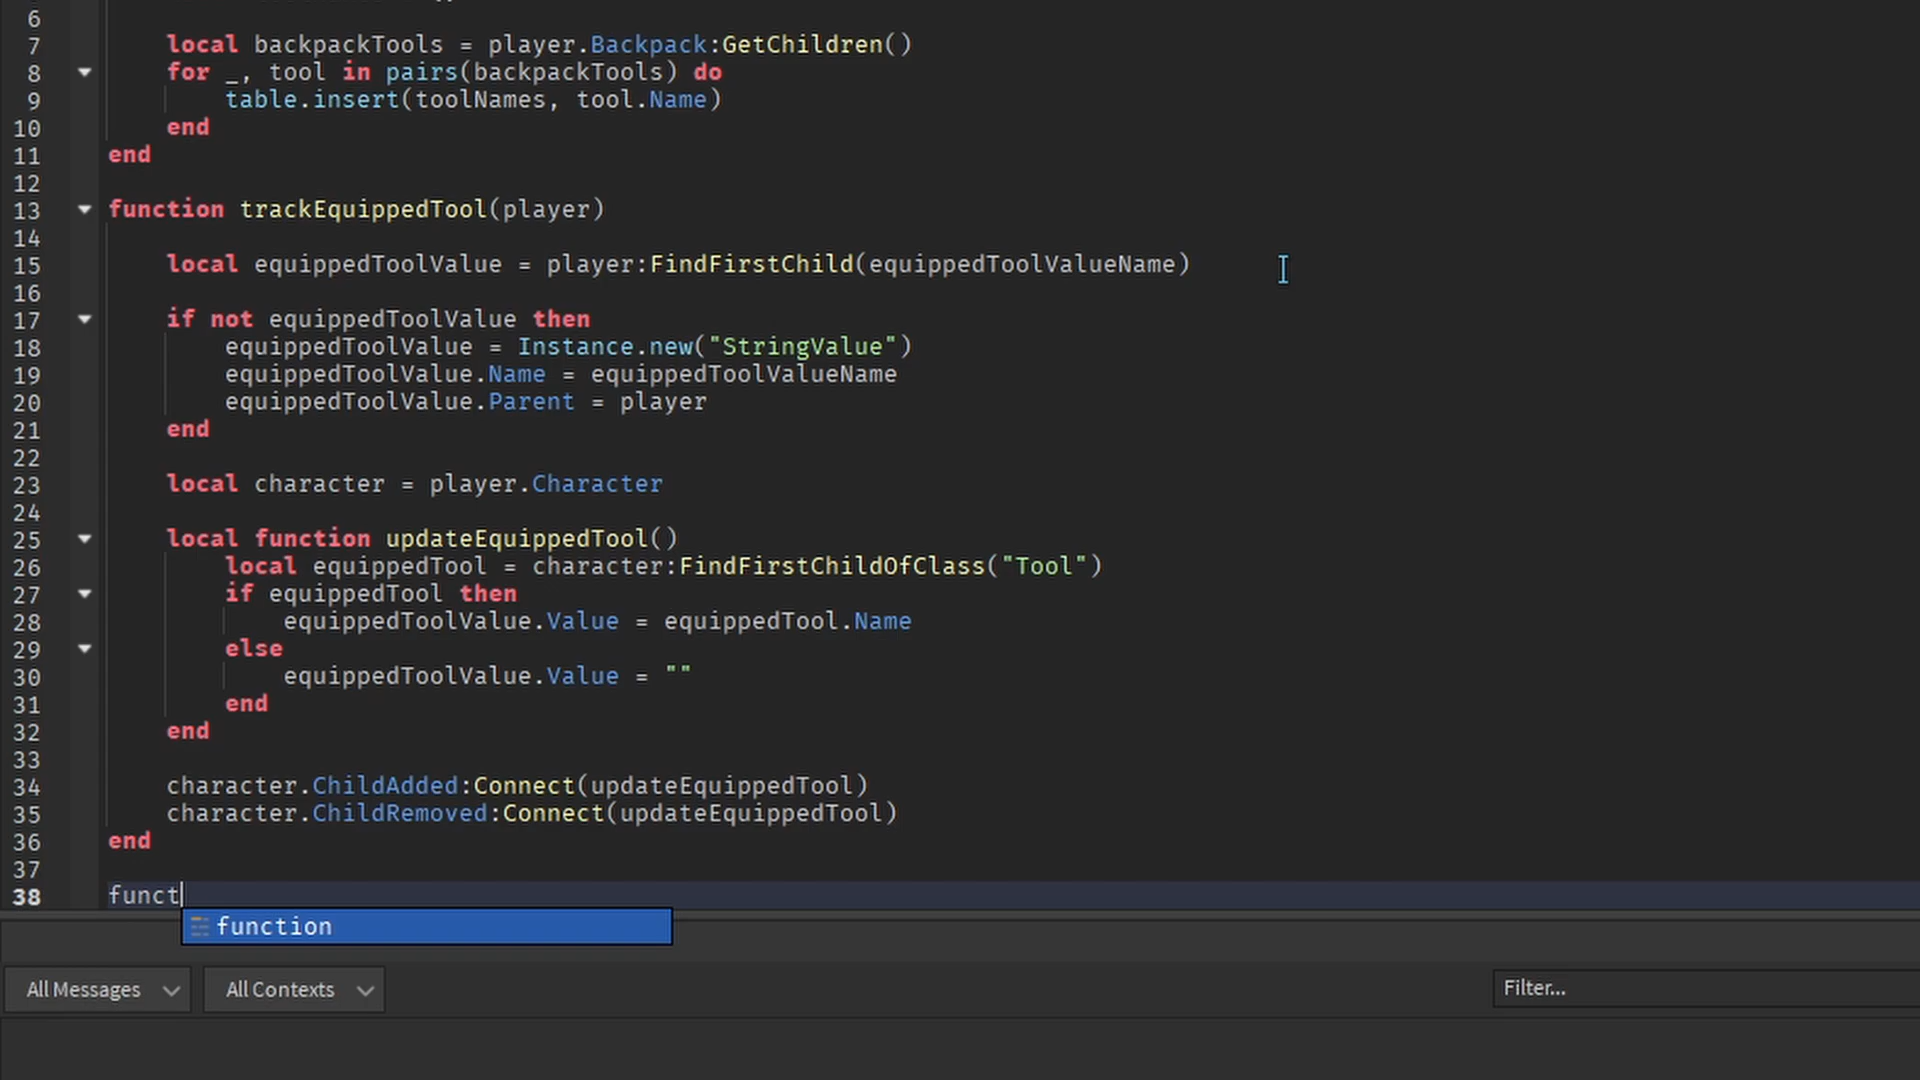 6
7 local backpackTools = player.Backpack:GetChildren()
8 for _, tool in pairs(backpackTools) do
9 table.insert(toolNames, tool.Name)
10 end
11 end
12
13 function trackEquippedTool(player)
14
15 local equippedToolValue = player:FindFirstChild(equippedToolValueName)
16
17 if not equippedToolValue then
18 equippedToolValue = Instance.new("StringValue")
19 equippedToolValue.Name = equippedToolValueName
20 equippedToolValue.Parent = player
21 end
22
23 local character = player.Character
24
25 local function updateEquippedTool()
26 local equippedTool = character:FindFirstChildOfClass("Tool")
27 if equippedTool then
28 equippedToolValue.Value = equippedTool.Name
29 else
30 equippedToolValue.Value = ""
31 end
32 end
33
34 character.ChildAdded:Connect(updateEquippedTool)
35 character.ChildRemoved:Connect(updateEquippedTool)
36 end
37
38 funct
function
All Messages All Contexts Filter...